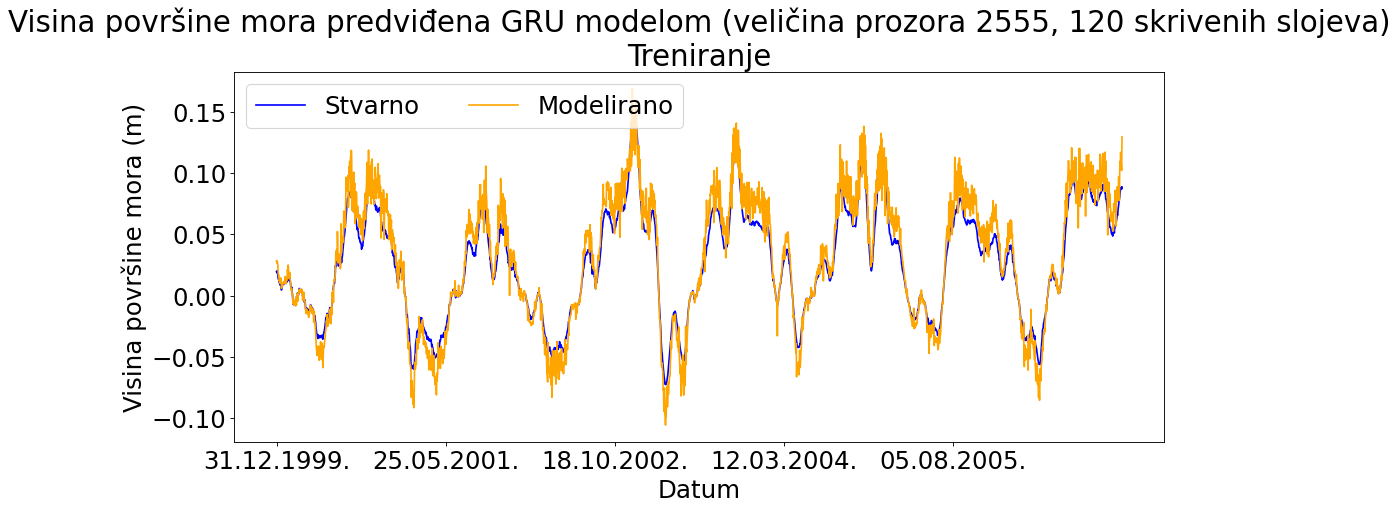 Visina površine mora predviđena GRU modelom (veličina prozora 2555, 120 skrivenih slojeva)
Treniranje
Stvarno
Modelirano
Visina površine mora (m)
0.15
0.10
0.05
0.00
−0.05
−0.10
31.12.1999.
25.05.2001.
18.10.2002.
12.03.2004.
05.08.2005.
Datum